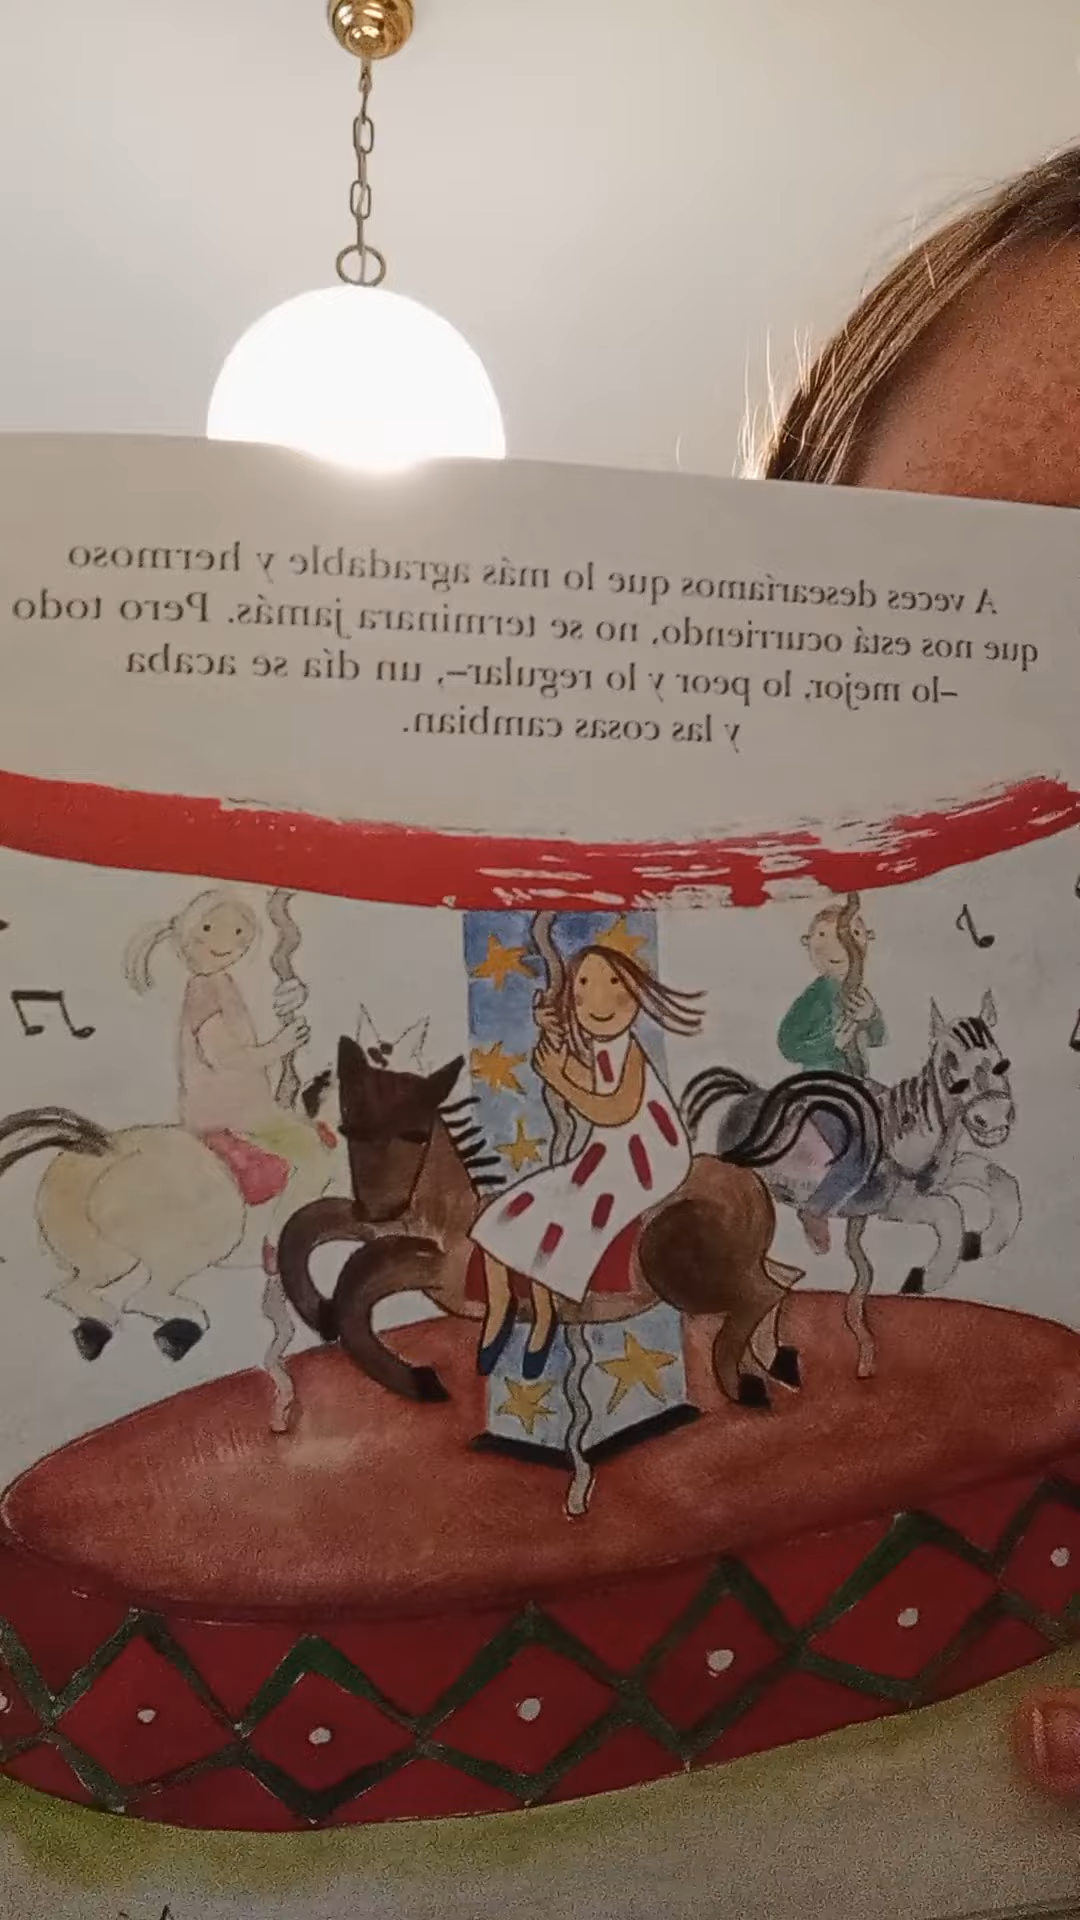 A veces desearíamos que lo más agradable y hermoso
que nos está ocurriendo, no se terminara jamás. Pero todo
–lo mejor, lo peor y lo regular–, un día se acaba
y las cosas cambian.